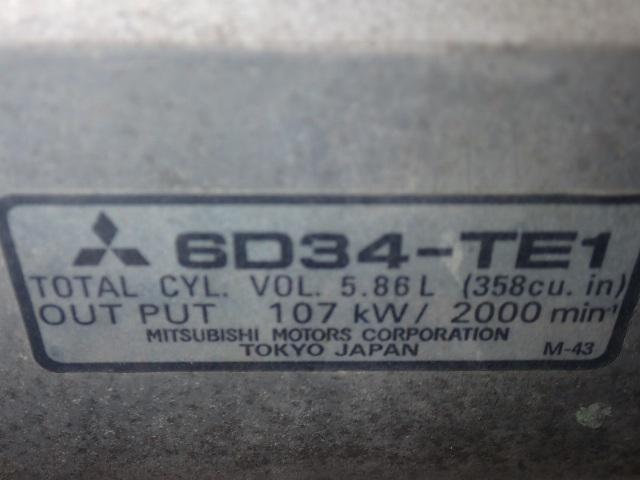 6D34-TE1
TOTAL CYL. VOL. 5.86L (358cu. in)
OUT PUT 107 kW/ 2000 min⁻¹
MITSUBISHI MOTORS CORPORATION
TOKYO JAPAN M-43